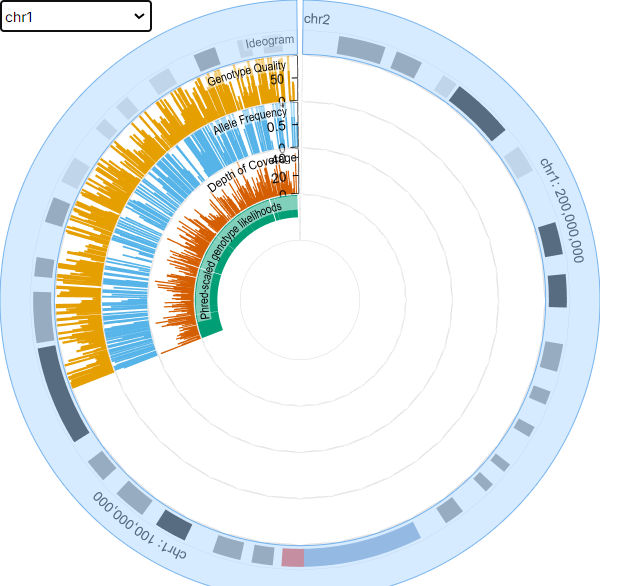 chr1
chr2
Ideogram
Genotype Quality
50
0
Allele Frequency
0.5
0
Depth of Coverage
40
20
0
Phred-scaled genotype likelihoods
chr1: 200,000,000
chr1: 100,000,000